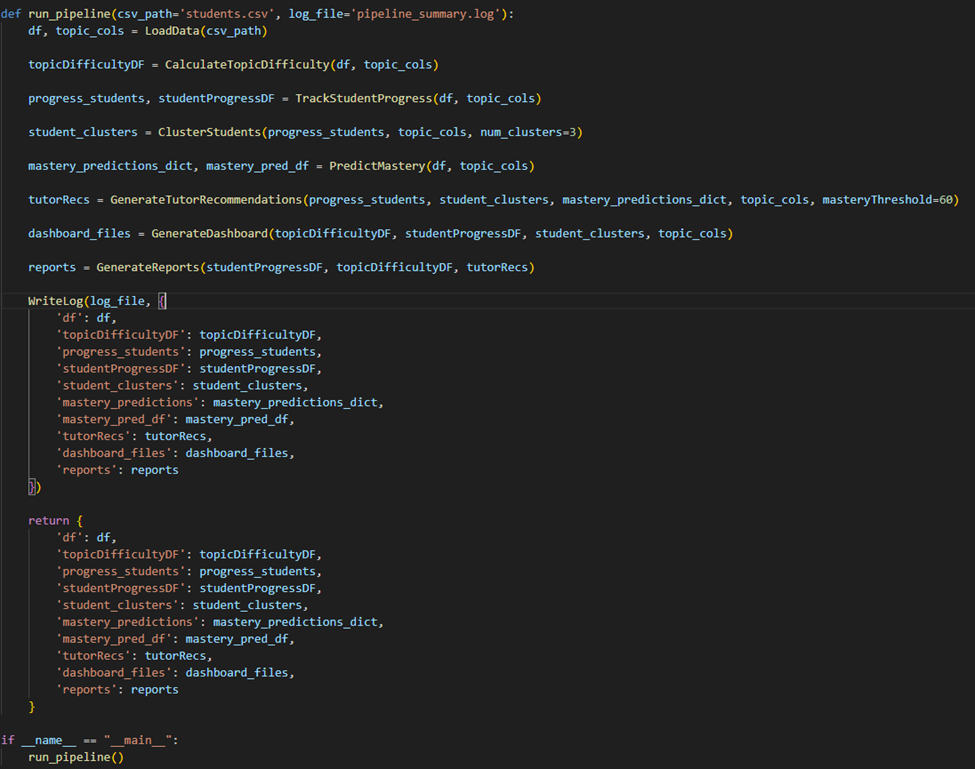 def run_pipeline(csv_path='students.csv', log_file='pipeline_summary.log'):
    df, topic_cols = LoadData(csv_path)

    topicDifficultyDF = CalculateTopicDifficulty(df, topic_cols)

    progress_students, studentProgressDF = TrackStudentProgress(df, topic_cols)

    student_clusters = ClusterStudents(progress_students, topic_cols, num_clusters=3)

    mastery_predictions_dict, mastery_pred_df = PredictMastery(df, topic_cols)

    tutorRecs = GenerateTutorRecommendations(progress_students, student_clusters, mastery_predictions_dict, topic_cols, masteryThreshold=60)

    dashboard_files = GenerateDashboard(topicDifficultyDF, studentProgressDF, student_clusters, topic_cols)

    reports = GenerateReports(studentProgressDF, topicDifficultyDF, tutorRecs)

    WriteLog(log_file, {
        'df': df,
        'topicDifficultyDF': topicDifficultyDF,
        'progress_students': progress_students,
        'studentProgressDF': studentProgressDF,
        'student_clusters': student_clusters,
        'mastery_predictions': mastery_predictions_dict,
        'mastery_pred_df': mastery_pred_df,
        'tutorRecs': tutorRecs,
        'dashboard_files': dashboard_files,
        'reports': reports
    })

    return {
        'df': df,
        'topicDifficultyDF': topicDifficultyDF,
        'progress_students': progress_students,
        'studentProgressDF': studentProgressDF,
        'student_clusters': student_clusters,
        'mastery_predictions': mastery_predictions_dict,
        'mastery_pred_df': mastery_pred_df,
        'tutorRecs': tutorRecs,
        'dashboard_files': dashboard_files,
        'reports': reports
    }

if __name__ == "__main__":
    run_pipeline()